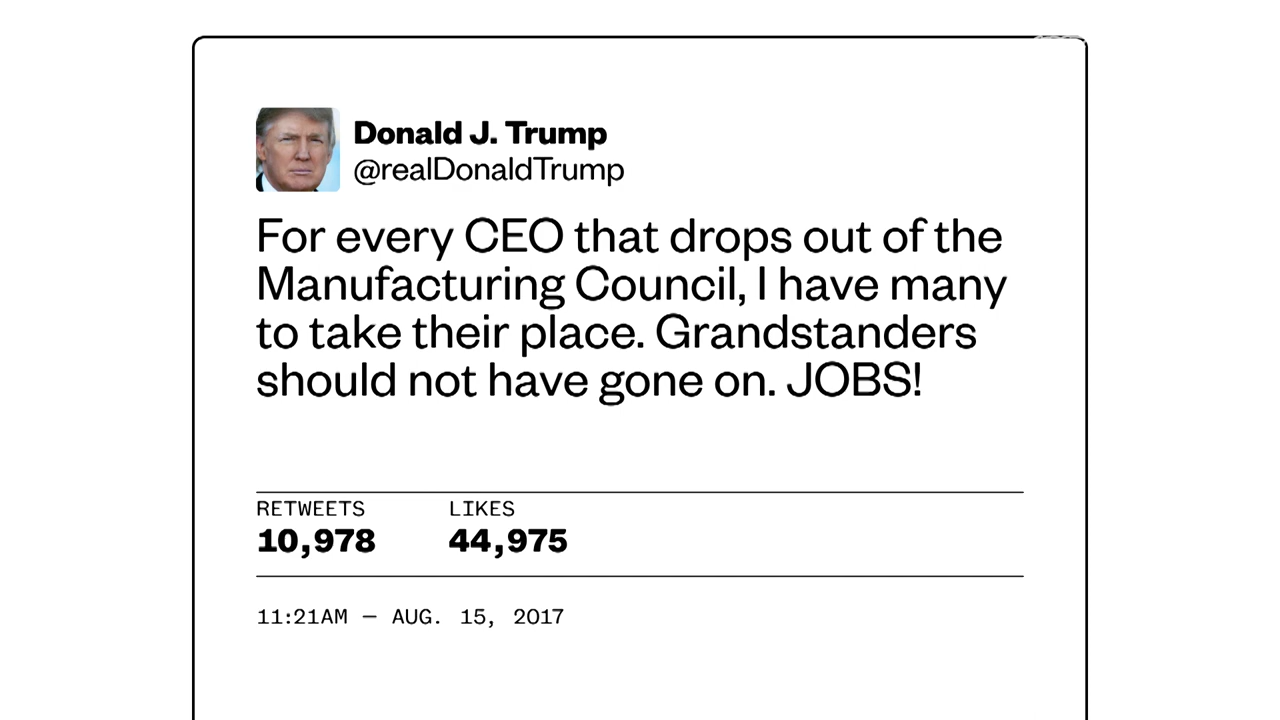 Donald J. Trump
@realDonaldTrump
For every CEO that drops out of the
Manufacturing Council, I have many
to take their place. Grandstanders
should not have gone on. JOBS!
RETWEETS LIKES
10,978 44,975
11:21AM — AUG. 15, 2017